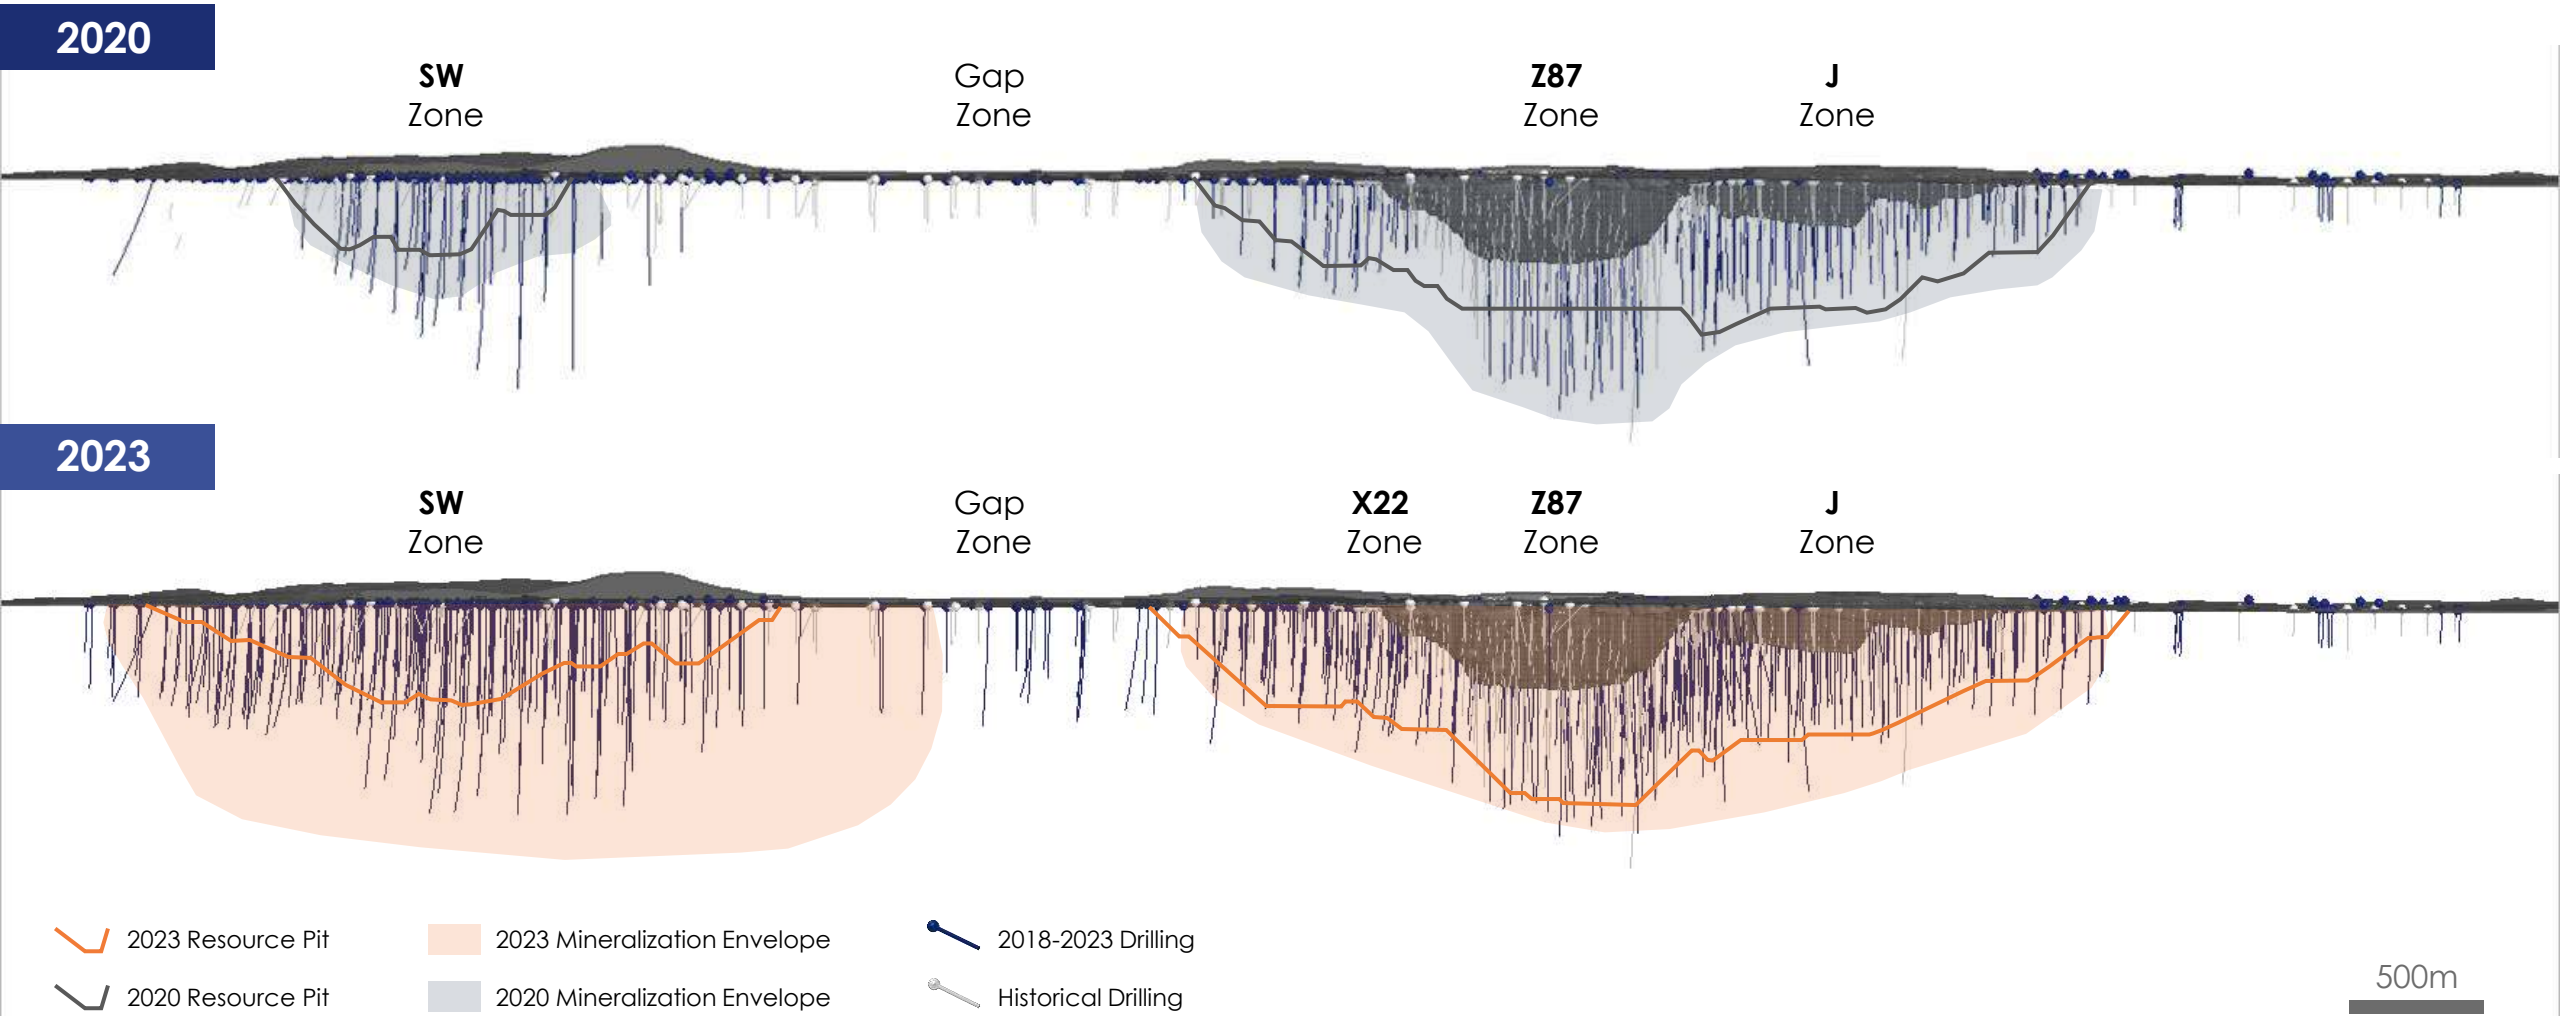 2020
SW
Zone
Gap
Zone
Z87
Zone
J
Zone
2023
SW
Zone
Gap
Zone
X22
Zone
Z87
Zone
J
Zone
2023 Resource Pit
2023 Mineralization Envelope
2018-2023 Drilling
2020 Resource Pit
2020 Mineralization Envelope
Historical Drilling
500m